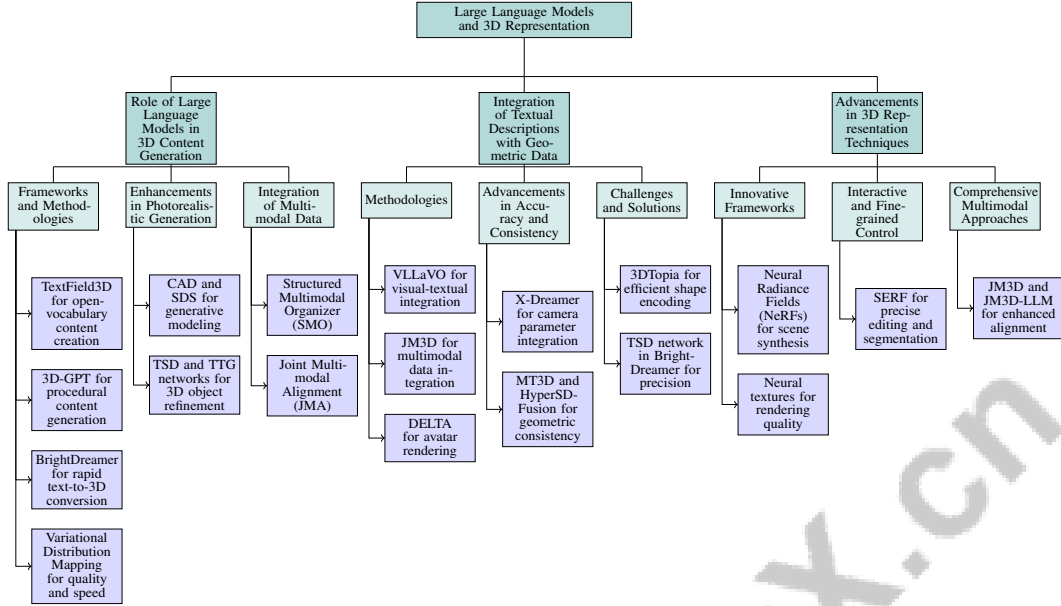 Large Language Models
and 3D Representation
Role of Large
Language
Models in
3D Content
Generation
Integration
of Textual
Descriptions
with Geo-
metric Data
Advancements
in 3D Rep-
resentation
Techniques
Frameworks
and Method-
ologies
Enhancements
in Photorealis-
tic Generation
Integration
of Multi-
modal Data
Methodologies
Advancements
in Accu-
racy and
Consistency
Challenges
and Solutions
Innovative
Frameworks
Interactive
and Fine-
grained
Control
Comprehensive
Multimodal
Approaches
TextField3D
for open-
vocabulary
content
creation
3D-GPT for
procedural
content
generation
BrightDreamer
for rapid
text-to-3D
conversion
Variational
Distribution
Mapping
for quality
and speed
CAD and
SDS for
generative
modeling
TSD and TTG
networks for
3D object
refinement
Structured
Multimodal
Organizer
(SMO)
Joint Multi-
modal
Alignment
(JMA)
VLLaVO for
visual-textual
integration
JM3D for
multimodal
data in-
tegration
DELTA
for avatar
rendering
X-Dreamer
for camera
parameter
integration
MT3D and
HyperSD-
Fusion for
geometric
consistency
3DTopia for
efficient shape
encoding
TSD network
in Bright-
Dreamer for
precision
Neural
Radiance
Fields
(NeRFs)
for scene
synthesis
Neural
textures for
rendering
quality
SERF for
precise
editing and
segmentation
JM3D and
JM3D-LLM
for enhanced
alignment
X.cn